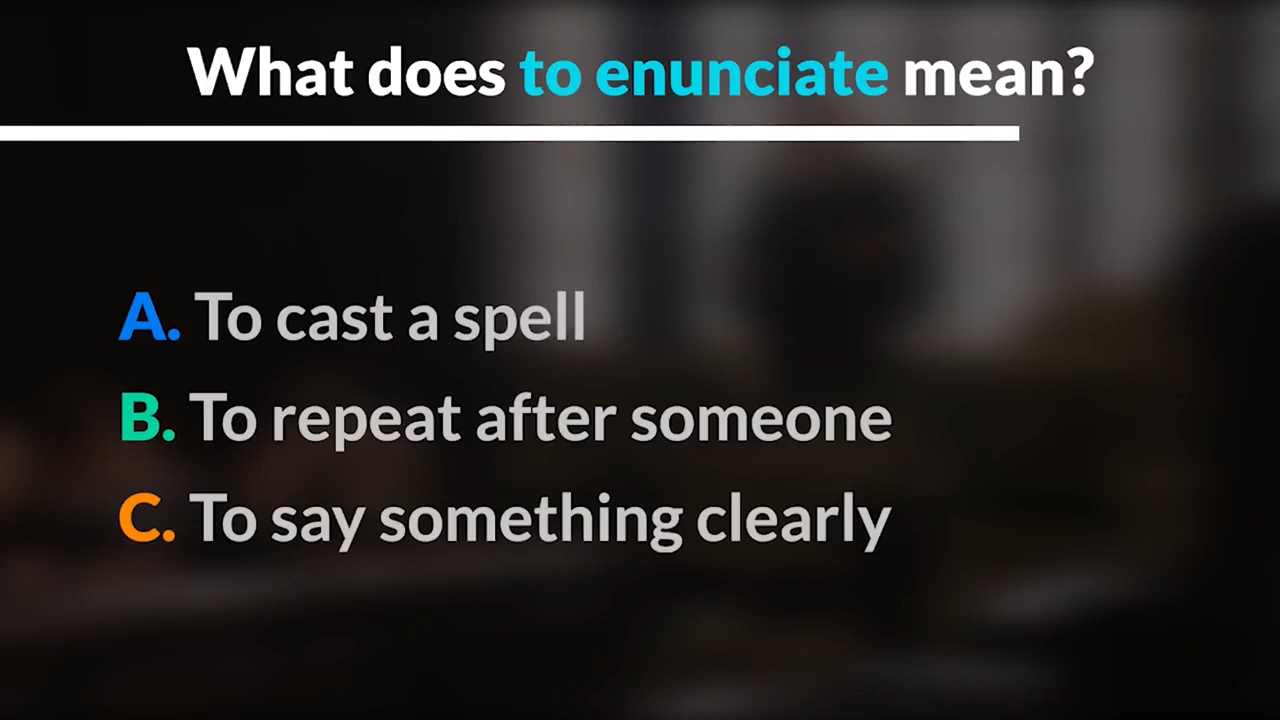 What does to enunciate mean?
A. To cast a spell
B. To repeat after someone
C. To say something clearly